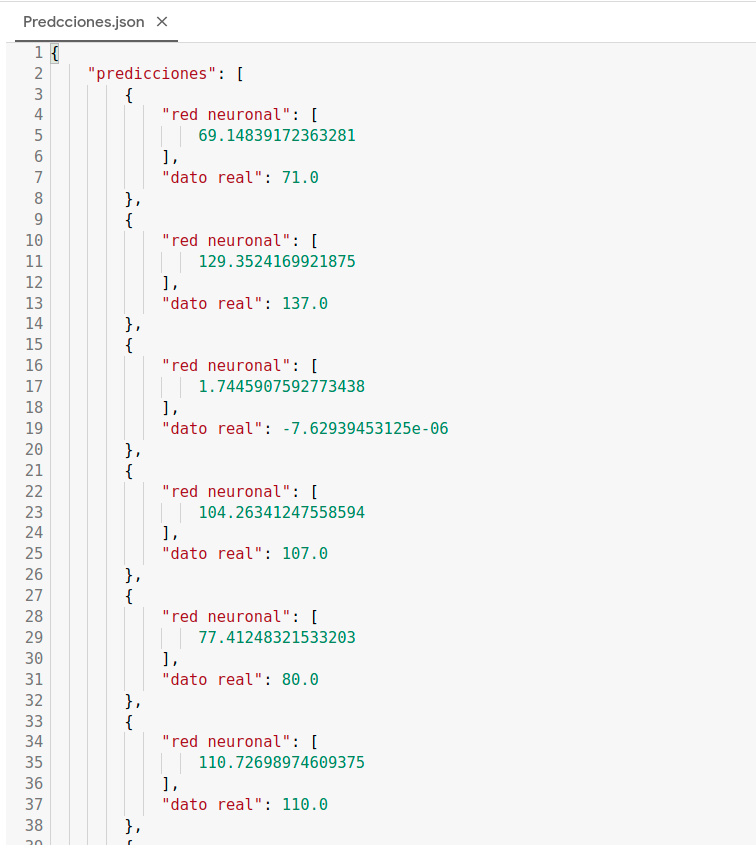 Predcciones.json ×
1 {
2 "predicciones": [
3 {
4 "red neuronal": [
5 69.14839172363281
6 ],
7 "dato real": 71.0
8 },
9 {
10 "red neuronal": [
11 129.3524169921875
12 ],
13 "dato real": 137.0
14 },
15 {
16 "red neuronal": [
17 1.7445907592773438
18 ],
19 "dato real": -7.62939453125e-06
20 },
21 {
22 "red neuronal": [
23 104.26341247558594
24 ],
25 "dato real": 107.0
26 },
27 {
28 "red neuronal": [
29 77.41248321533203
30 ],
31 "dato real": 80.0
32 },
33 {
34 "red neuronal": [
35 110.72698974609375
36 ],
37 "dato real": 110.0
38 },
39 {